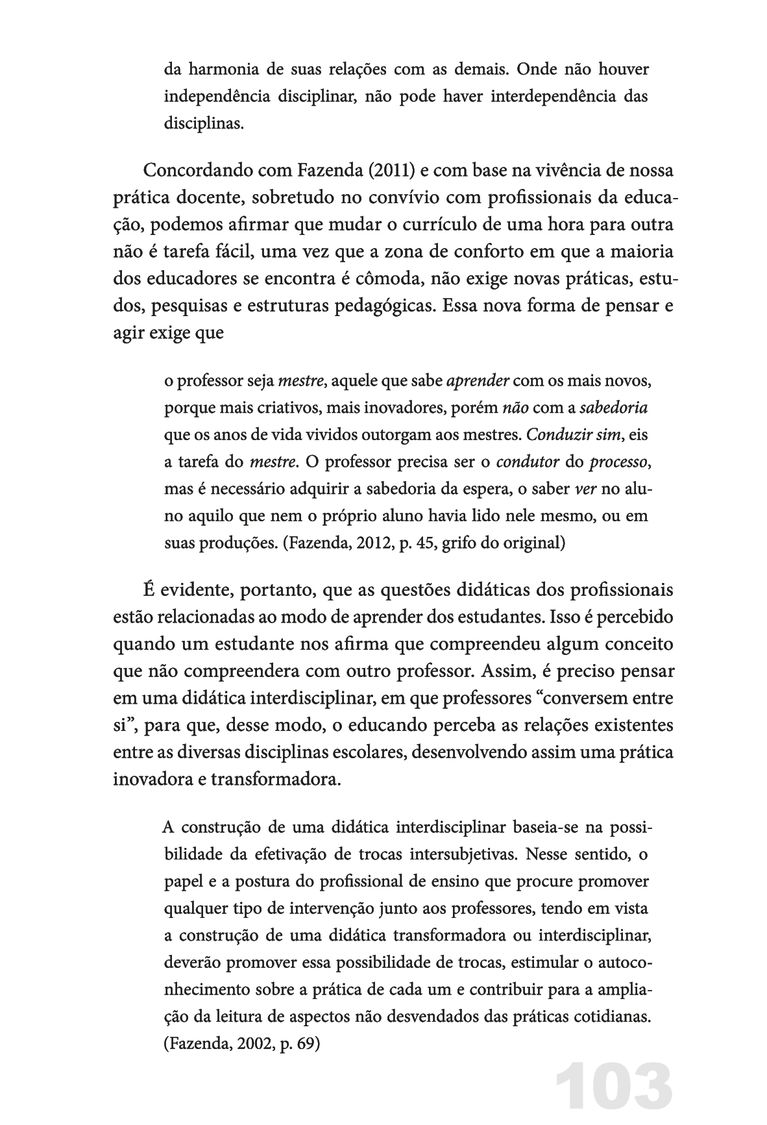 da harmonia de suas relações com as demais. Onde não houver
independência disciplinar, não pode haver interdependência das
disciplinas.
Concordando com Fazenda (2011) e com base na vivência de nossa
prática docente, sobretudo no convívio com profissionais da educa-
ção, podemos afirmar que mudar o currículo de uma hora para outra
não é tarefa fácil, uma vez que a zona de conforto em que a maioria
dos educadores se encontra é cômoda, não exige novas práticas, estu-
dos, pesquisas e estruturas pedagógicas. Essa nova forma de pensar e
agir exige que
o professor seja mestre, aquele que sabe aprender com os mais novos,
porque mais criativos, mais inovadores, porém não com a sabedoria
que os anos de vida vividos outorgam aos mestres. Conduzir sim, eis
a tarefa do mestre. O professor precisa ser o condutor do processo,
mas é necessário adquirir a sabedoria da espera, o saber ver no alu-
no aquilo que nem o próprio aluno havia lido nele mesmo, ou em
suas produções. (Fazenda, 2012, p. 45, grifo do original)
É evidente, portanto, que as questões didáticas dos profissionais
estão relacionadas ao modo de aprender dos estudantes. Isso é percebido
quando um estudante nos afirma que compreendeu algum conceito
que não compreendera com outro professor. Assim, é preciso pensar
em uma didática interdisciplinar, em que professores “conversem entre
si”, para que, desse modo, o educando perceba as relações existentes
entre as diversas disciplinas escolares, desenvolvendo assim uma prática
inovadora e transformadora.
A construção de uma didática interdisciplinar baseia-se na possi-
bilidade da efetivação de trocas intersubjetivas. Nesse sentido, o
papel e a postura do profissional de ensino que procure promover
qualquer tipo de intervenção junto aos professores, tendo em vista
a construção de uma didática transformadora ou interdisciplinar,
deverão promover essa possibilidade de trocas, estimular o autoco-
nhecimento sobre a prática de cada um e contribuir para a amplia-
ção da leitura de aspectos não desvendados das práticas cotidianas.
(Fazenda, 2002, p. 69)
103